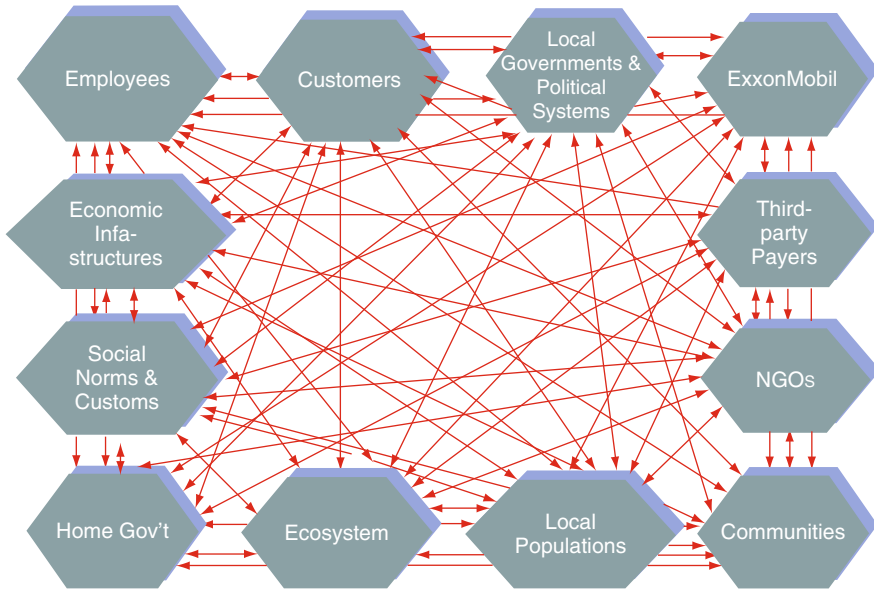 Employees
Customers
Local
Governments &
Political
Systems
ExxonMobil
Economic
Infa-
structures
Third-
party
Payers
Social
Norms &
Customs
NGOs
Home Gov't
Ecosystem
Local
Populations
Communities